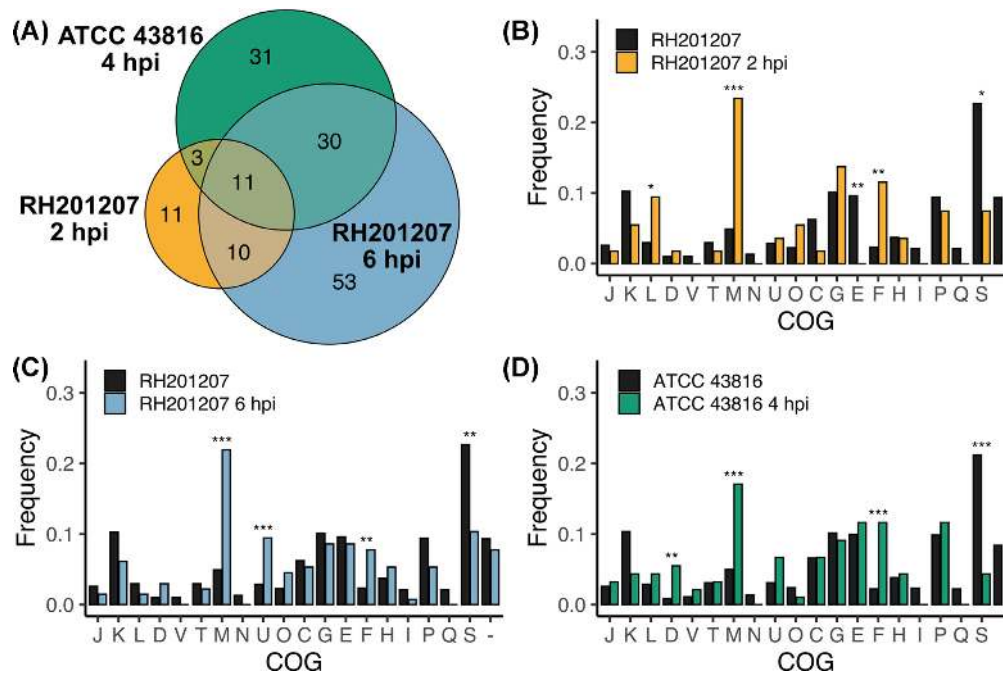 (A)
ATCC 43816
4 hpi
31
30
3
11
RH201207
2 hpi
11
10
RH201207
6 hpi
53
(B)
RH201207
RH201207 2 hpi
Frequency
0.3
0.2
0.1
0.0
* *** ** ** *
J K L D V T M N U O C G E F H I P Q S
COG
(C)
RH201207
RH201207 6 hpi
Frequency
0.3
0.2
0.1
0.0
*** *** ** **
J K L D V T M N U O C G E F H I P Q S -
COG
(D)
ATCC 43816
ATCC 43816 4 hpi
Frequency
0.3
0.2
0.1
0.0
** *** *** ***
J K L D V T M N U O C G E F H I P Q S
COG